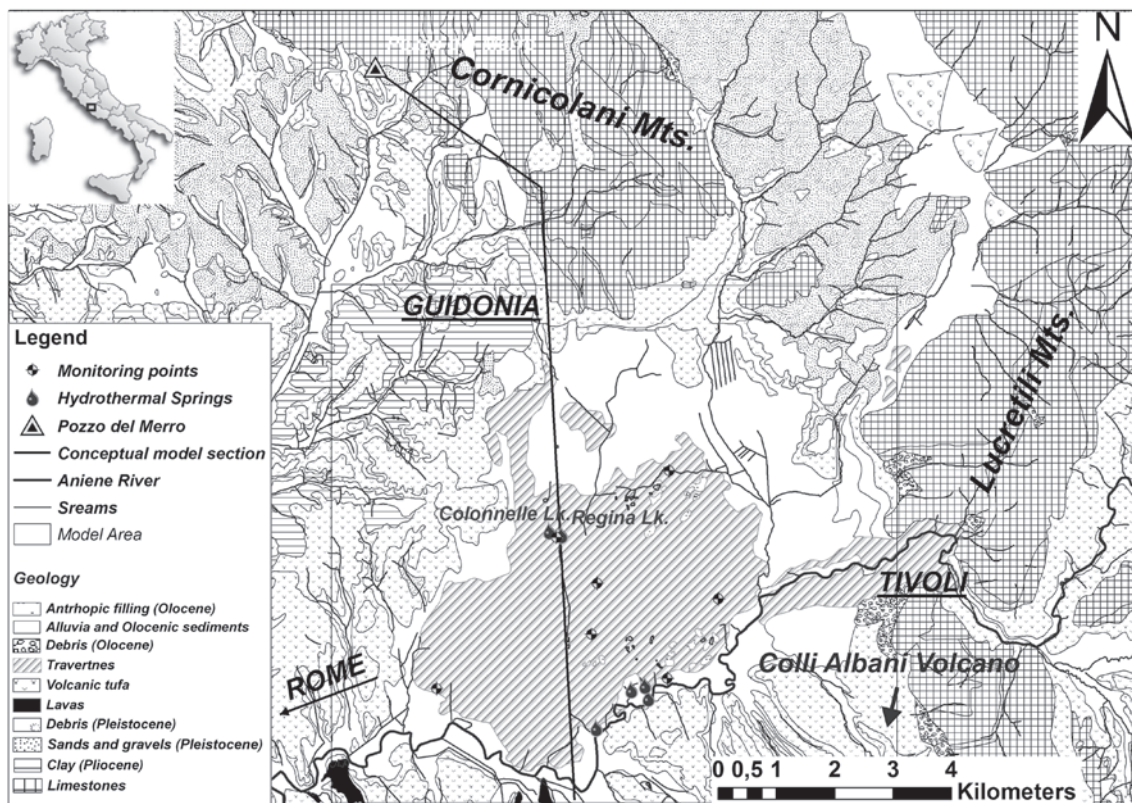 N
Cornicolani Mts.
GUIDONIA
Lucretili Mts.
Colonnelle Lk.
Regina Lk.
TIVOLI
Colli Albani Volcano
ROME
Legend
Monitoring points
Hydrothermal Springs
Pozzo del Merro
Conceptual model section
Aniene River
Sreams
Model Area
Geology
Antrhopic filling (Olocene)
Alluvia and Olocenic sediments
Debris (Olocene)
Travertnes
Volcanic tufa
Lavas
Debris (Pleistocene)
Sands and gravels (Pleistocene)
Clay (Pliocene)
Limestones
0 0,5 1 2 3 4
Kilometers